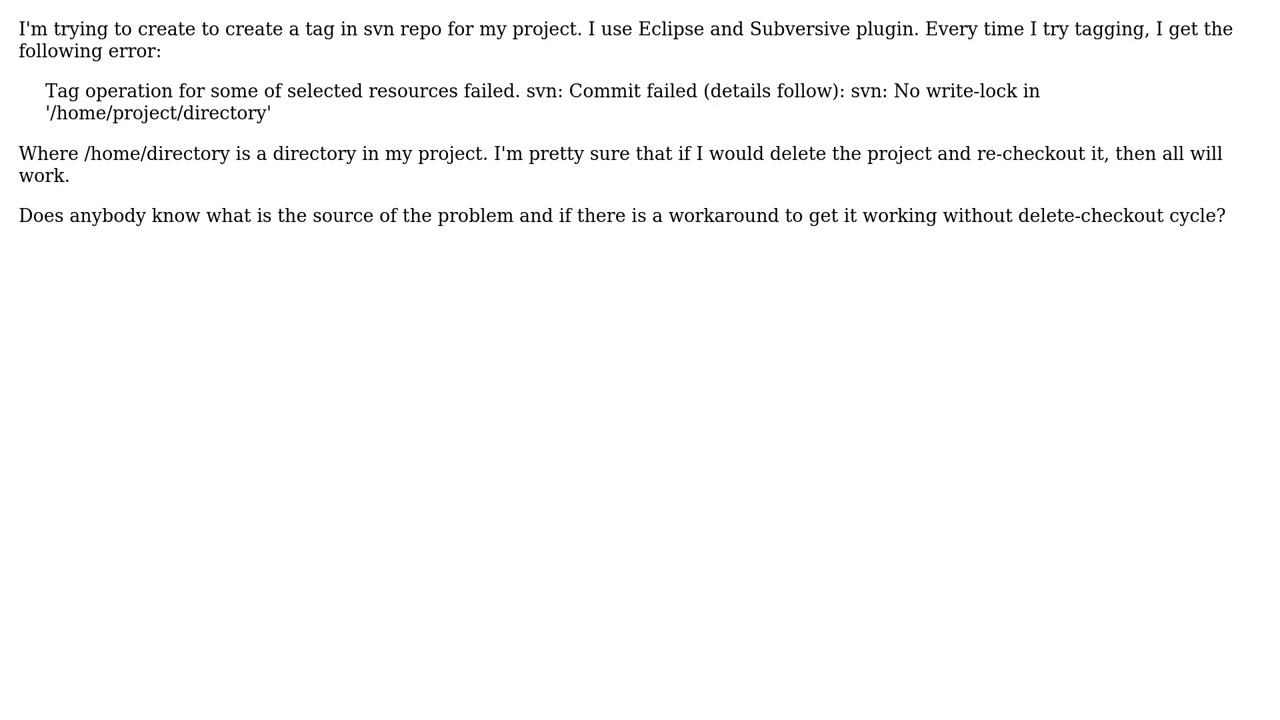 I'm trying to create to create a tag in svn repo for my project. I use Eclipse and Subversive plugin. Every time I try tagging, I get the
following error:
Tag operation for some of selected resources failed. svn: Commit failed (details follow): svn: No write-lock in
'/home/project/directory'
Where /home/directory is a directory in my project. I'm pretty sure that if I would delete the project and re-checkout it, then all will
work.
Does anybody know what is the source of the problem and if there is a workaround to get it working without delete-checkout cycle?